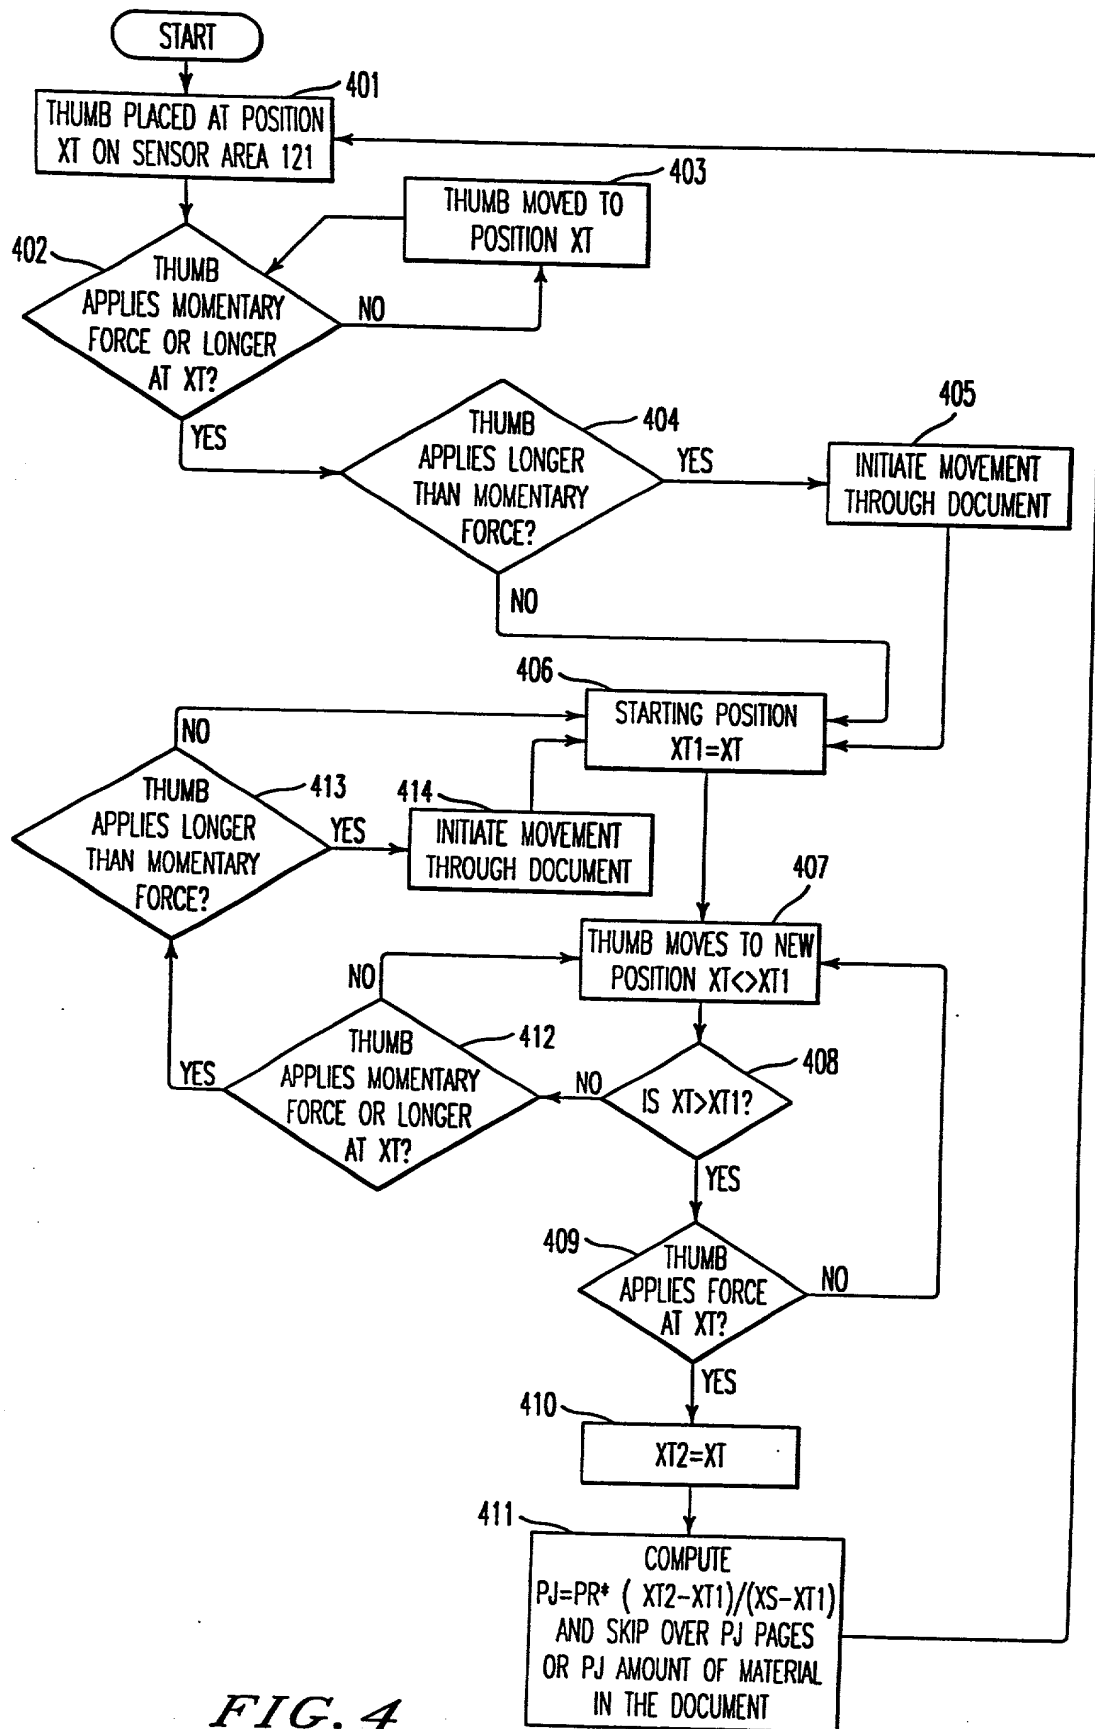 START
401
THUMB PLACED AT POSITION
XT ON SENSOR AREA 121
403
THUMB MOVED TO
POSITION XT
402
THUMB
APPLIES MOMENTARY
FORCE OR LONGER
AT XT?
NO
YES
404
THUMB
APPLIES LONGER
THAN MOMENTARY
FORCE?
YES
NO
405
INITIATE MOVEMENT
THROUGH DOCUMENT
406
STARTING POSITION
XT1=XT
NO
413
THUMB
APPLIES LONGER
THAN MOMENTARY
FORCE?
YES
414
INITIATE MOVEMENT
THROUGH DOCUMENT
407
THUMB MOVES TO NEW
POSITION XT<>XT1
NO
412
THUMB
APPLIES MOMENTARY
FORCE OR LONGER
AT XT?
YES
NO
408
IS XT>XT1?
YES
409
THUMB
APPLIES FORCE
AT XT?
NO
YES
410
XT2=XT
411
COMPUTE
PJ=PR* ( XT2-XT1)/(XS-XT1)
AND SKIP OVER PJ PAGES
OR PJ AMOUNT OF MATERIAL
IN THE DOCUMENT
FIG. 4